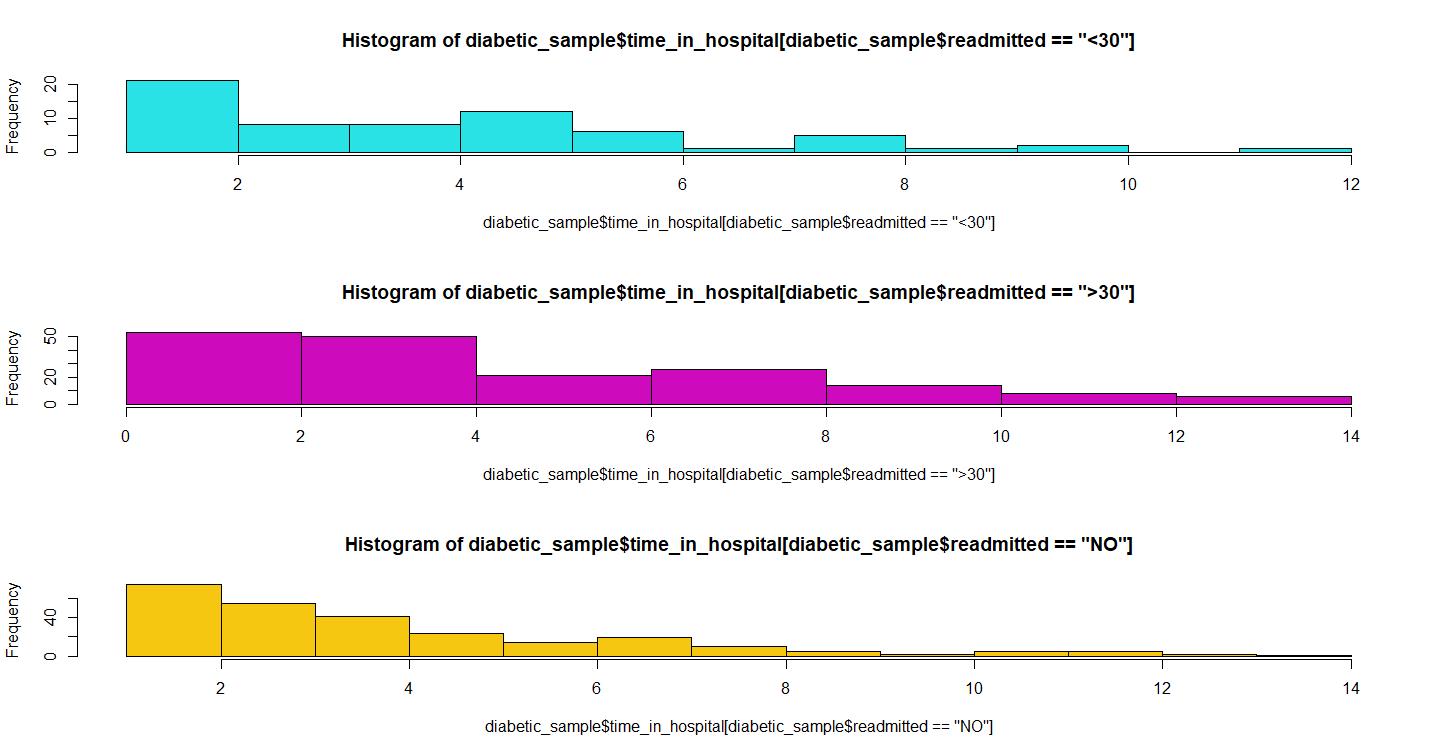 Histogram of diabetic_sample$time_in_hospital[diabetic_sample$readmitted == "<30"]
Frequency
0 10 20
2 4 6 8 10 12
diabetic_sample$time_in_hospital[diabetic_sample$readmitted == "<30"]
Histogram of diabetic_sample$time_in_hospital[diabetic_sample$readmitted == ">30"]
Frequency
0 20 50
0 2 4 6 8 10 12 14
diabetic_sample$time_in_hospital[diabetic_sample$readmitted == ">30"]
Histogram of diabetic_sample$time_in_hospital[diabetic_sample$readmitted == "NO"]
Frequency
0 40
2 4 6 8 10 12 14
diabetic_sample$time_in_hospital[diabetic_sample$readmitted == "NO"]